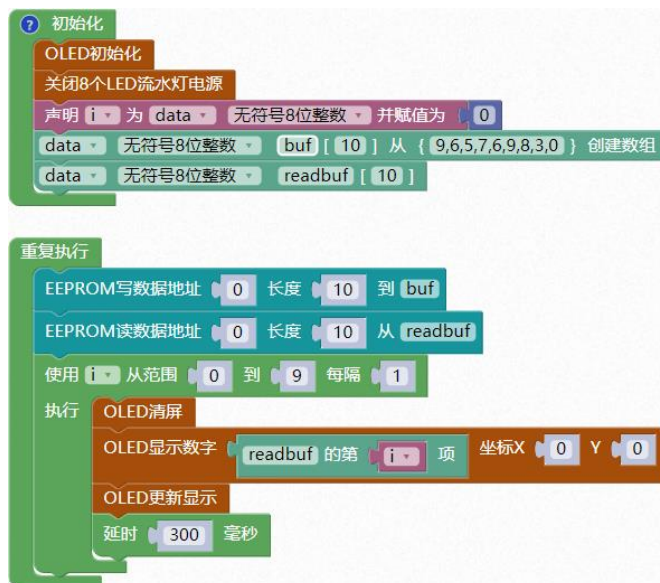 ? 初始化
OLED初始化
关闭8个LED流水灯电源
声明 i 为 data 无符号8位整数 并赋值为 0
data 无符号8位整数 buf [ 10 ] 从 { 9,6,5,7,6,9,8,3,0 } 创建数组
data 无符号8位整数 readbuf [ 10 ]
重复执行
EEPROM写数据地址 0 长度 10 到 buf
EEPROM读数据地址 0 长度 10 从 readbuf
使用 i 从范围 0 到 9 每隔 1
执行 OLED清屏
OLED显示数字 readbuf 的第 i 项 坐标X 0 Y 0
OLED更新显示
延时 300 毫秒